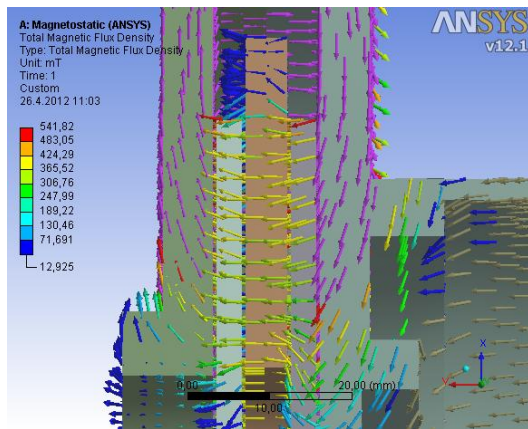 A: Magnetostatic (ANSYS)
Total Magnetic Flux Density
Type: Total Magnetic Flux Density
Unit: mT
Time: 1
Custom
26.4.2012 11:03
541,82
483,05
424,29
365,52
306,76
247,99
189,22
130,46
71,691
12,925
ANSYS
v12.1
0,00
20,00 (mm)
10,00
X
Y